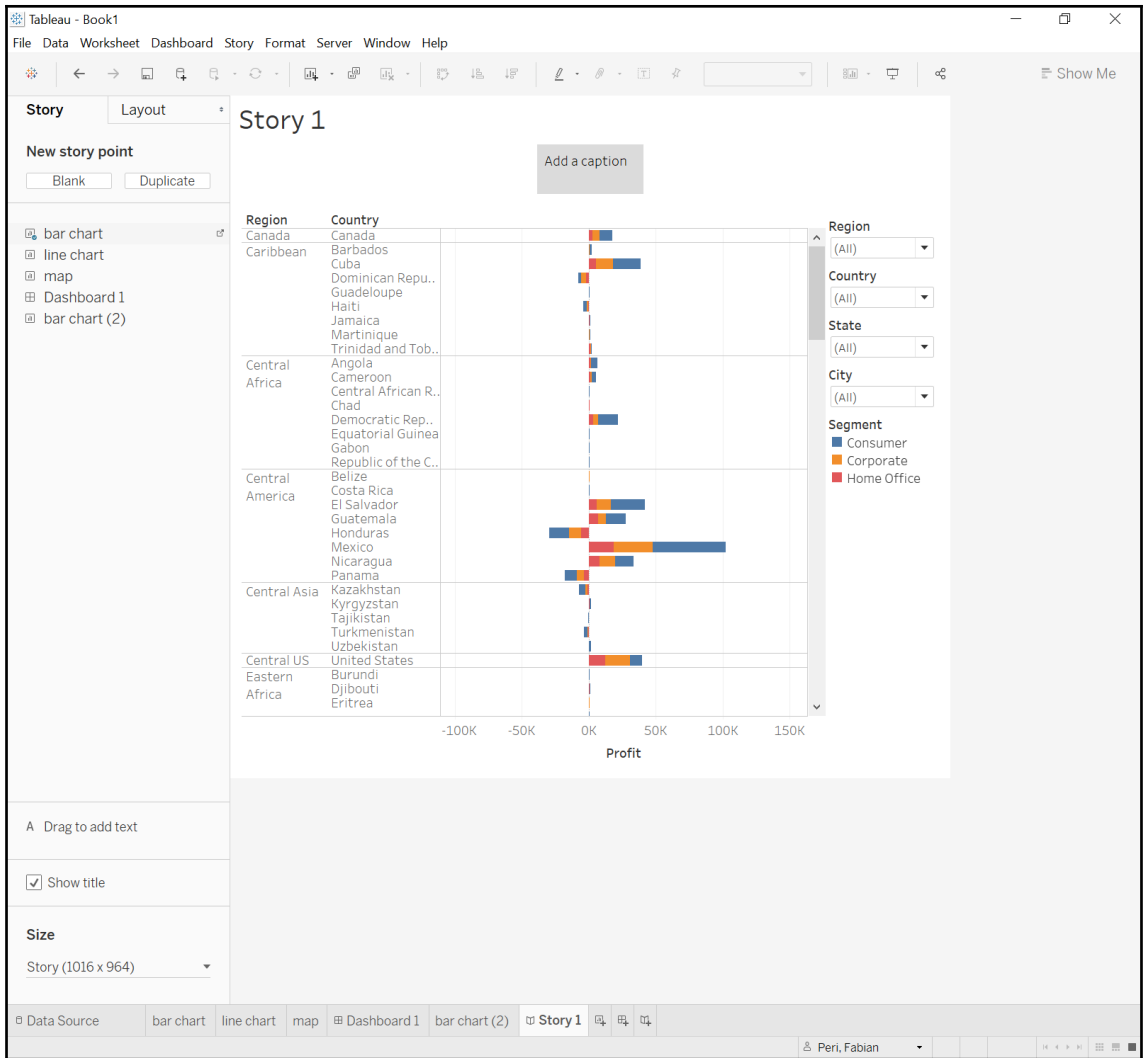 Tableau - Book1
File Data Worksheet Dashboard Story Format Server Window Help
Show Me
Story Layout
New story point
Blank Duplicate
bar chart
line chart
map
Dashboard 1
bar chart (2)
A Drag to add text
Show title
Size
Story (1016 x 964)
Story 1
Add a caption
Region Country
Canada Canada
Caribbean Barbados
Cuba
Dominican Repu..
Guadeloupe
Haiti
Jamaica
Martinique
Trinidad and Tob..
Central Angola
Africa Cameroon
Central African R..
Chad
Democratic Rep..
Equatorial Guinea
Gabon
Republic of the C..
Central Belize
America Costa Rica
El Salvador
Guatemala
Honduras
Mexico
Nicaragua
Panama
Central Asia Kazakhstan
Kyrgyzstan
Tajikistan
Turkmenistan
Uzbekistan
Central US United States
Eastern Burundi
Africa Djibouti
Eritrea
-100K -50K 0K 50K 100K 150K
Profit
Region
(All)
Country
(All)
State
(All)
City
(All)
Segment
Consumer
Corporate
Home Office
Data Source bar chart line chart map Dashboard 1 bar chart (2) Story 1
Peri, Fabian